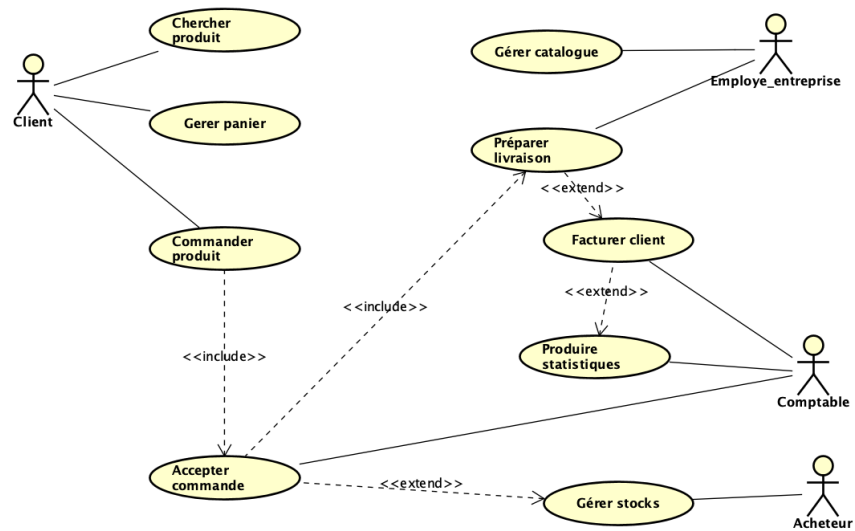 Chercher
produit
Gérer catalogue
Employe_entreprise
Client
Gerer panier
Préparer
livraison
<<extend>>
Commander
produit
Facturer client
<<extend>>
<<include>>
<<include>>
Produire
statistiques
Comptable
Accepter
commande
<<extend>>
Gérer stocks
Acheteur